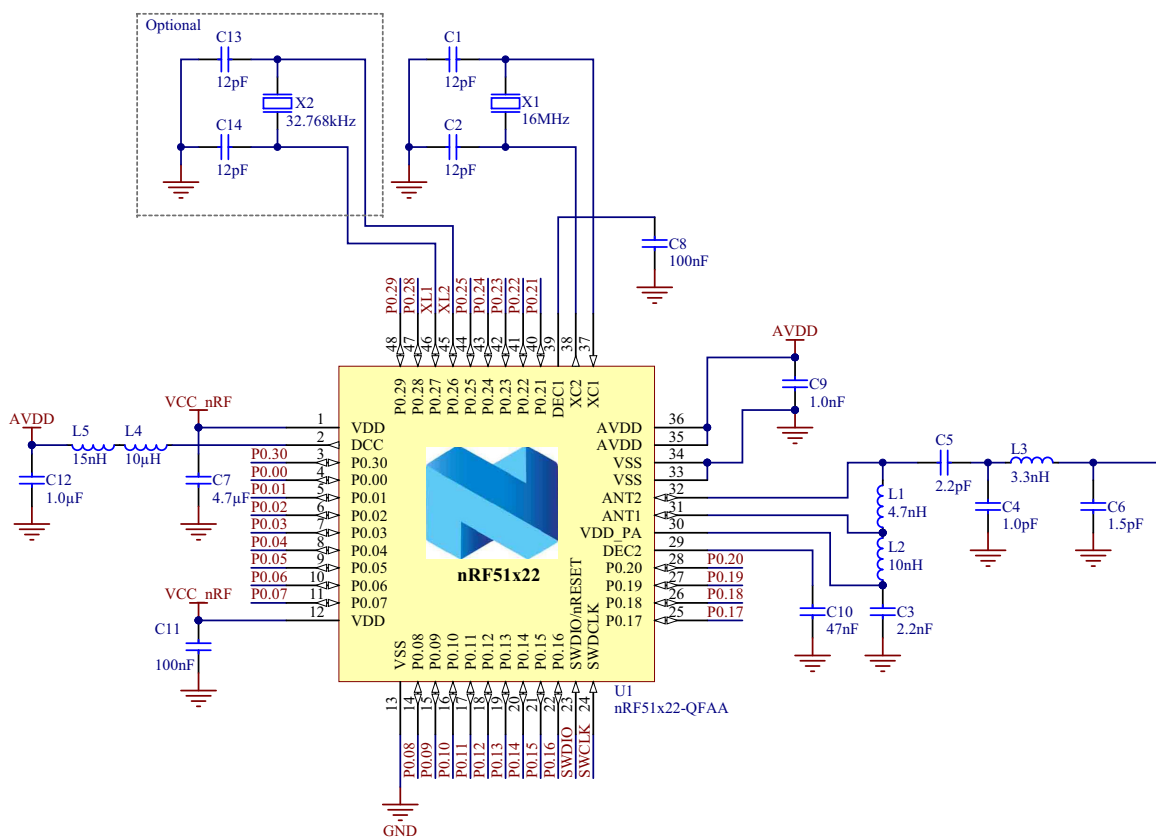 Optional
C13
12pF
X2
32.768kHz
C14
12pF
C1
12pF
X1
16MHz
C2
12pF
C8
100nF
P0.29
P0.28
XL1
XL2
P0.25
P0.24
P0.23
P0.22
P0.21
48
47
46
45
44
43
42
41
40
39
38
37
P0.29
P0.28
P0.27
P0.26
P0.25
P0.24
P0.23
P0.22
P0.21
DEC1
XC2
XC1
AVDD
C9
1.0nF
AVDD
L5
15nH
L4
10µH
C12
1.0µF
VCC_nRF
C7
4.7µF
VCC_nRF
C11
100nF
P0.30
P0.00
P0.01
P0.02
P0.03
P0.04
P0.05
P0.06
P0.07
1
2
3
4
5
6
7
8
9
10
11
12
VDD
DCC
P0.30
P0.00
P0.01
P0.02
P0.03
P0.04
P0.05
P0.06
P0.07
VDD
nRF51x22
AVDD
AVDD
VSS
VSS
ANT2
ANT1
VDD_PA
DEC2
P0.20
P0.19
P0.18
P0.17
36
35
34
33
32
31
30
29
28
27
26
25
P0.20
P0.19
P0.18
P0.17
C5
2.2pF
L3
3.3nH
L1
4.7nH
C4
1.0pF
C6
1.5pF
L2
10nH
C10
47nF
C3
2.2nF
VSS
P0.08
P0.09
P0.10
P0.11
P0.12
P0.13
P0.14
P0.15
P0.16
SWDIO/nRESET
SWDCLK
13
14
15
16
17
18
19
20
21
22
23
24
U1
nRF51x22-QFAA
P0.08
P0.09
P0.10
P0.11
P0.12
P0.13
P0.14
P0.15
P0.16
SWDIO
SWCLK
GND